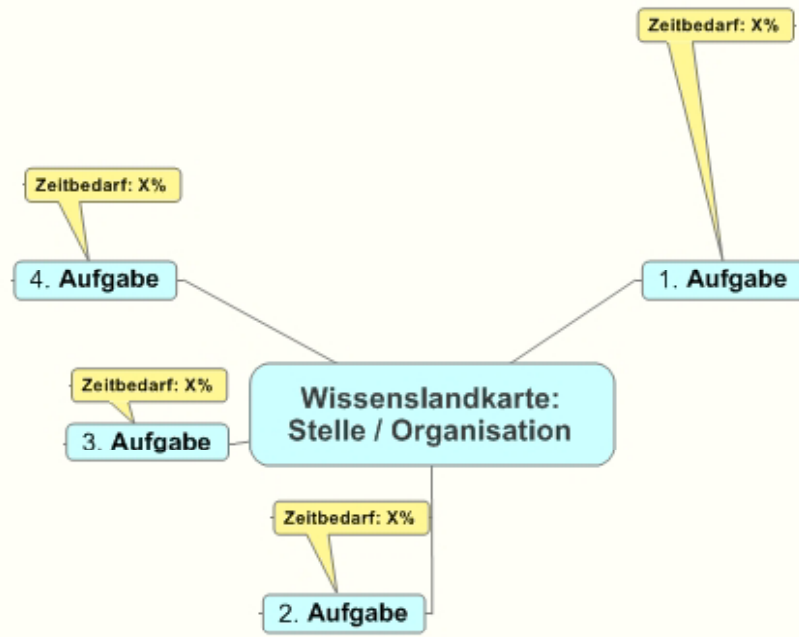 Zeitbedarf: X%
Zeitbedarf: X%
4. Aufgabe
1. Aufgabe
Zeitbedarf: X%
3. Aufgabe
Wissenslandkarte:
Stelle / Organisation
Zeitbedarf: X%
2. Aufgabe